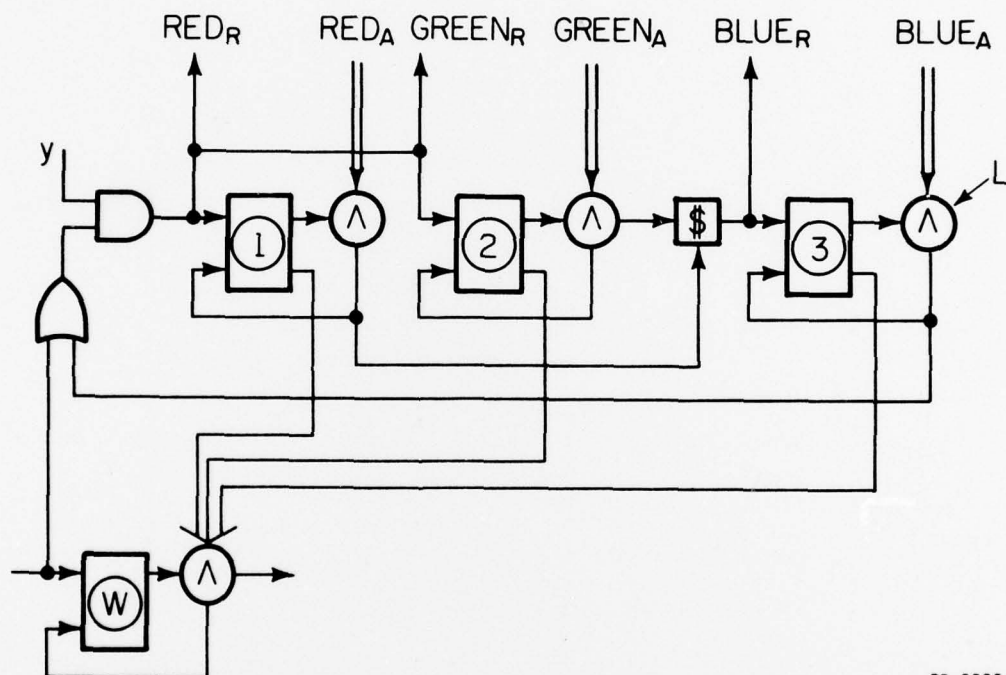 RED_R RED_A GREEN_R GREEN_A BLUE_R BLUE_A
y
L
Λ Λ $ Λ
1 2 3
Λ
W